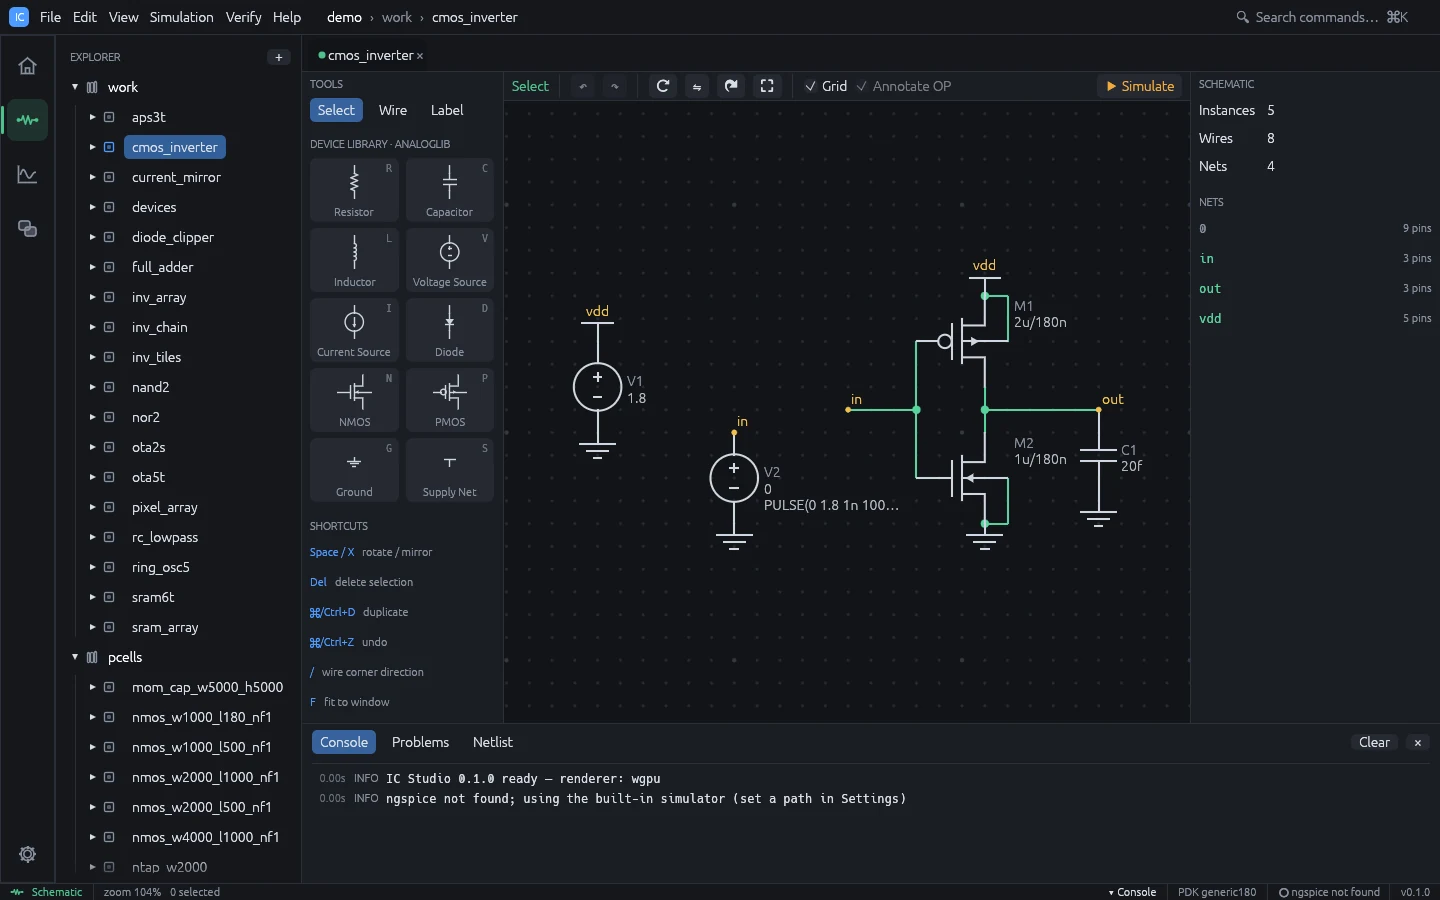 IC File Edit View Simulation Verify Help demo › work › cmos_inverter Search commands... ⌘K
EXPLORER +
work
aps3t
cmos_inverter
current_mirror
devices
diode_clipper
full_adder
inv_array
inv_chain
inv_tiles
nand2
nor2
ota2s
ota5t
pixel_array
rc_lowpass
ring_osc5
sram6t
sram_array
pcells
mom_cap_w5000_h5000
nmos_w1000_l180_nf1
nmos_w1000_l500_nf1
nmos_w2000_l1000_nf1
nmos_w2000_l500_nf1
nmos_w4000_l1000_nf1
ntap_w2000
cmos_inverter ×
TOOLS
Select Wire Label
DEVICE LIBRARY · ANALOGLIB
R C
Resistor Capacitor
L V
Inductor Voltage Source
I D
Current Source Diode
N P
NMOS PMOS
G S
Ground Supply Net
SHORTCUTS
Space / X rotate / mirror
Del delete selection
⌘/Ctrl+D duplicate
⌘/Ctrl+Z undo
/ wire corner direction
F fit to window
Select Grid Annotate OP Simulate
vdd
M1
2u/180n
vdd
V1
1.8
in
out
in
M2
1u/180n
C1
20f
V2
0
PULSE(0 1.8 1n 100...
SCHEMATIC
Instances 5
Wires 8
Nets 4
NETS
0 9 pins
in 3 pins
out 3 pins
vdd 5 pins
Console Problems Netlist Clear ×
0.00s INFO IC Studio 0.1.0 ready — renderer: wgpu
0.00s INFO ngspice not found; using the built-in simulator (set a path in Settings)
Schematic zoom 104% 0 selected Console PDK generic180 ngspice not found v0.1.0